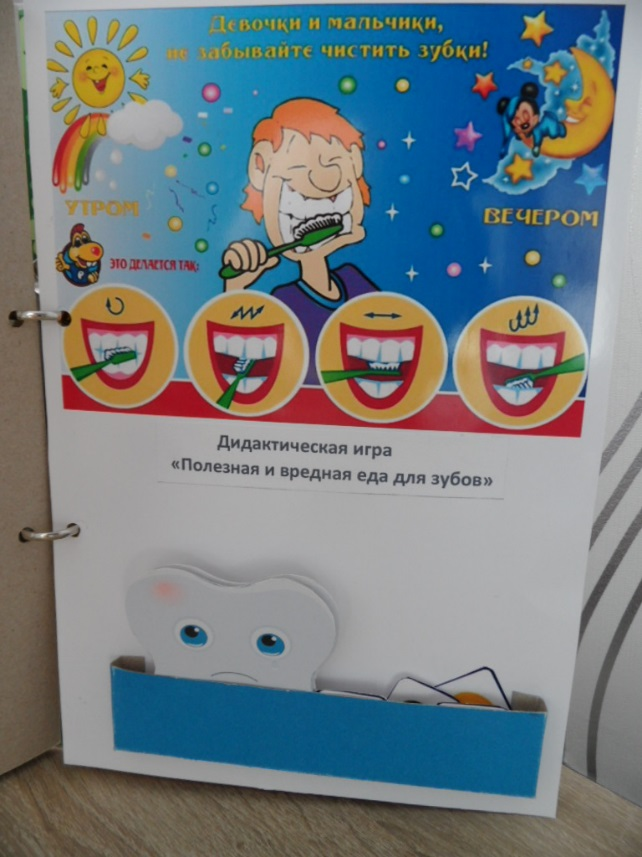 Девочки и мальчики,
не забывайте чистить зубки!
УТРОМ
ВЕЧЕРОМ
ЭТО ДЕЛАЕТСЯ ТАК:
Дидактическая игра
«Полезная и вредная еда для зубов»